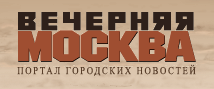 ВЕЧЕРНЯЯ
МОСКВА
ПОРТАЛ ГОРОДСКИХ НОВОСТЕЙ